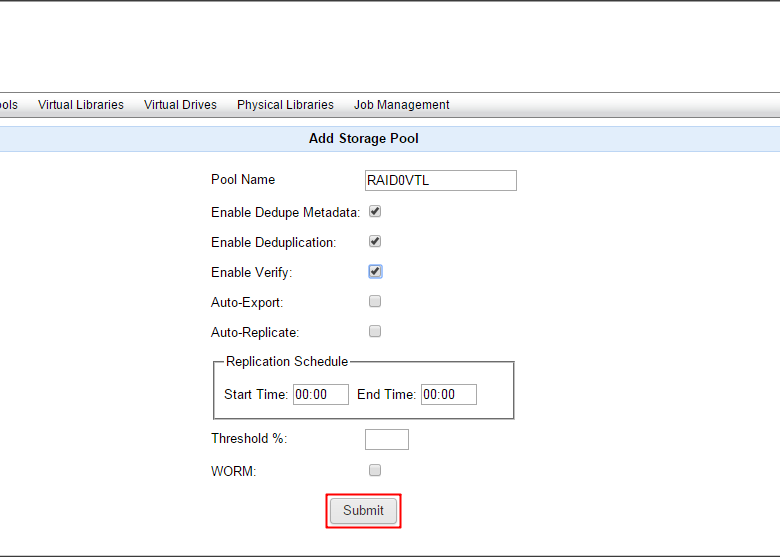 ools Virtual Libraries Virtual Drives Physical Libraries Job Management
Add Storage Pool
Pool Name RAID0VTL
Enable Dedupe Metadata:
Enable Deduplication:
Enable Verify:
Auto-Export:
Auto-Replicate:
Replication Schedule
Start Time: 00:00 End Time: 00:00
Threshold %:
WORM:
Submit